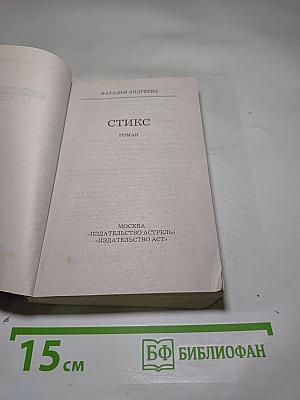 НАТАЛЬЯ АНДРЕЕВА
СТИКС
РОМАН
МОСКВА
«ИЗДАТЕЛЬСТВО АСТРЕЛЬ»
«ИЗДАТЕЛЬСТВО АСТ»
15 см
БФ БИБЛИОФАН